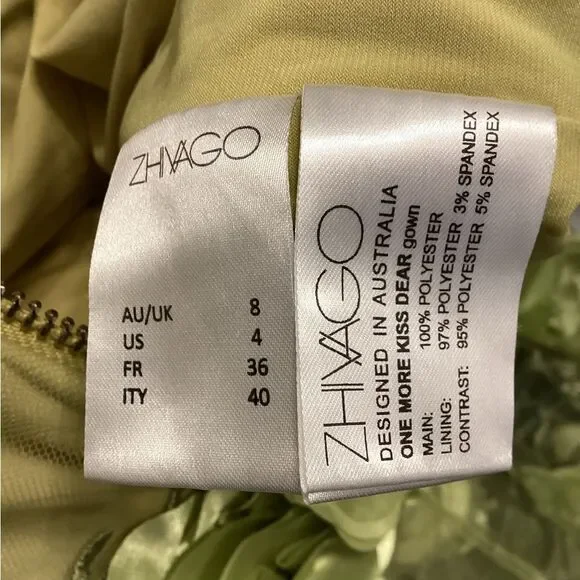 ZHIVAGO
AU/UK 8
US 4
FR 36
ITY 40
ZHIVAGO
DESIGNED IN AUSTRALIA
ONE MORE KISS DEAR gown
MAIN: 100% POLYESTER
LINING: 97% POLYESTER 3% SPANDEX
CONTRAST: 95% POLYESTER 5% SPANDEX